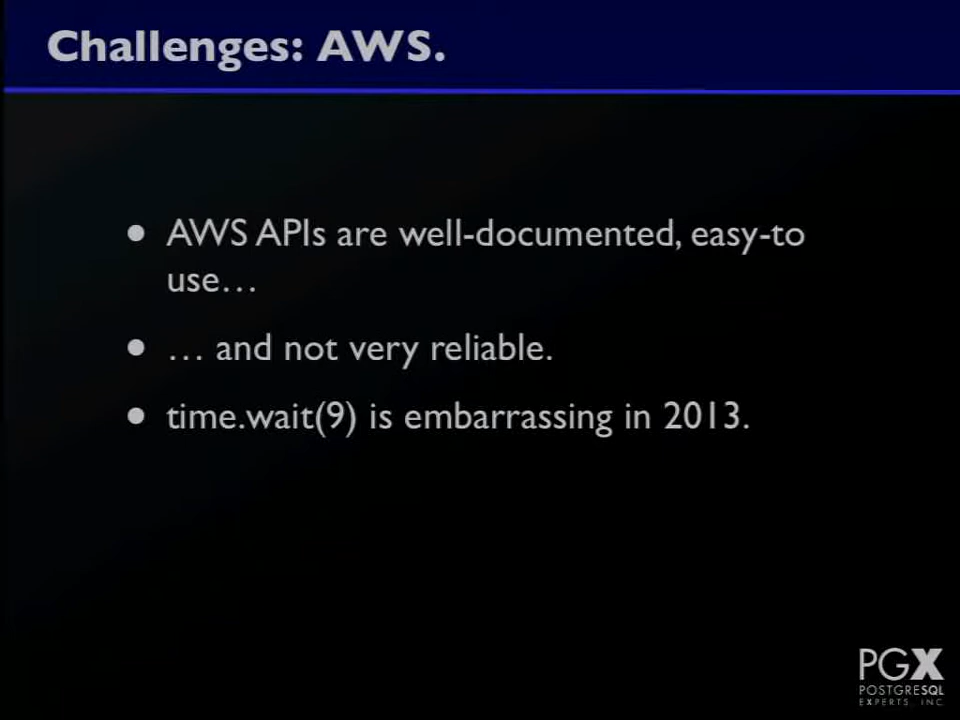 Challenges: AWS.
• AWS APIs are well-documented, easy-to
use…
• … and not very reliable.
• time.wait(9) is embarrassing in 2013.
PGX
POSTGRESQL
EXPERTS, INC